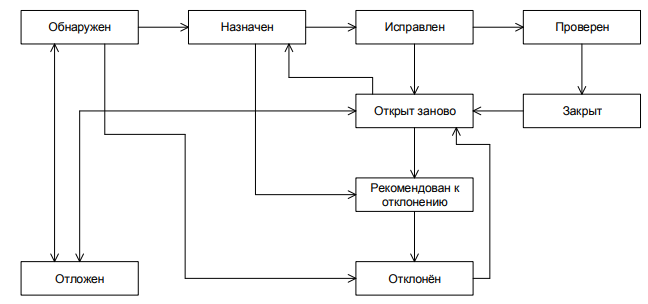 Обнаружен
Назначен
Исправлен
Проверен
Открыт заново
Закрыт
Рекомендован к
отклонению
Отложен
Отклонён